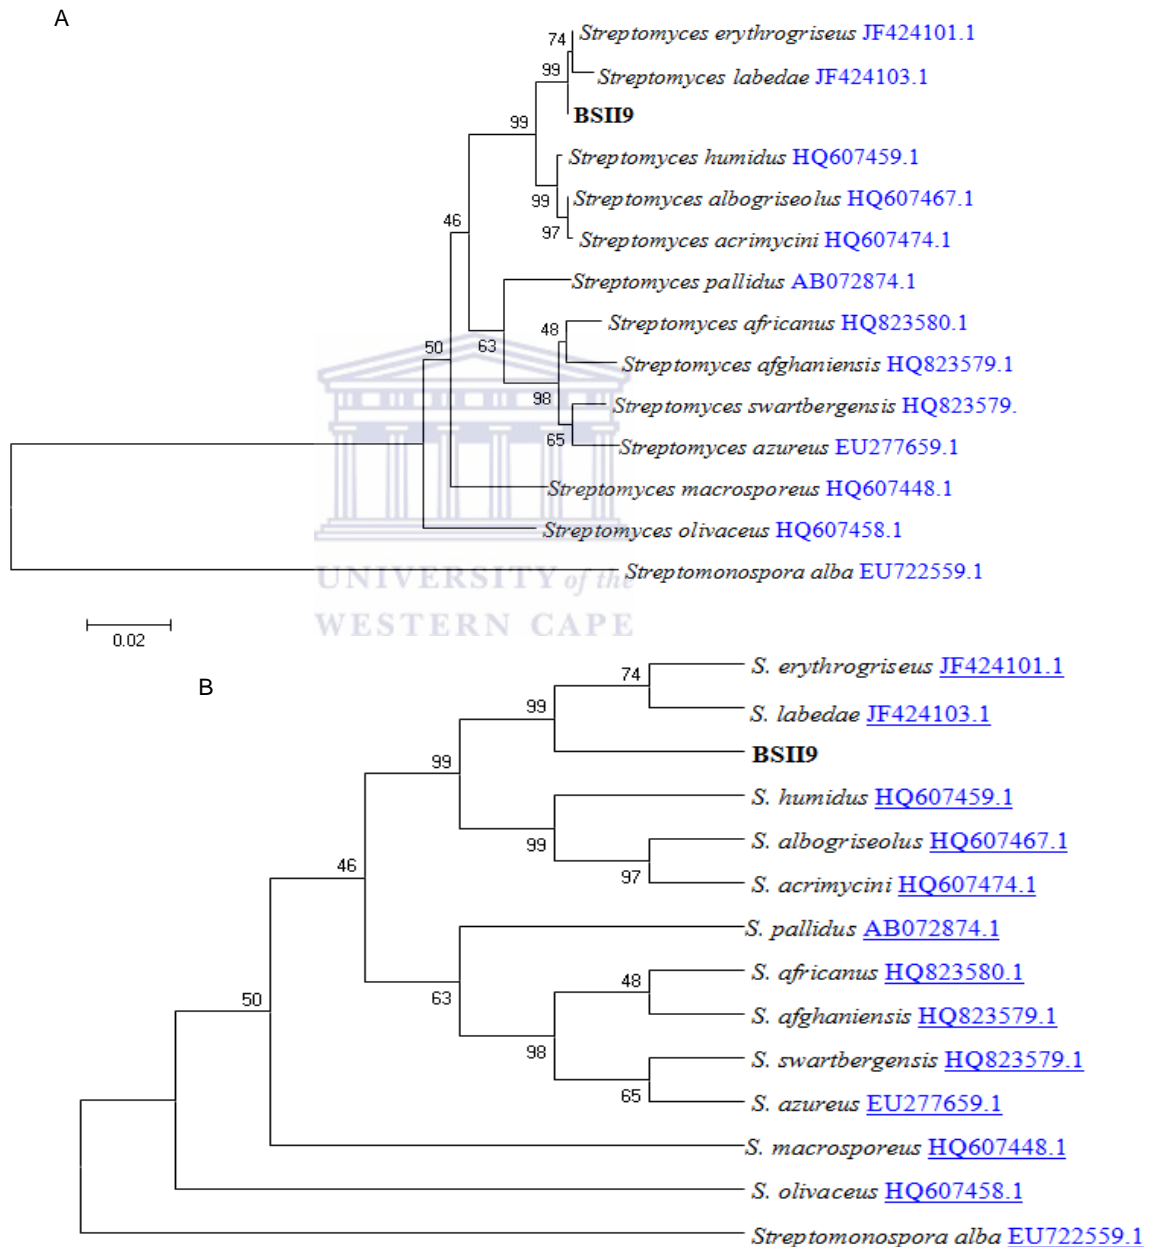 A
74
Streptomyces erythrogriseus JF424101.1
99
Streptomyces labedae JF424103.1
BSII9
99
Streptomyces humidus HQ607459.1
99
Streptomyces albogriseolus HQ607467.1
97
Streptomyces acrimycini HQ607474.1
46
Streptomyces pallidus AB072874.1
48
Streptomyces africanus HQ823580.1
50
63
Streptomyces afghaniensis HQ823579.1
98
Streptomyces swartbergensis HQ823579.
65
Streptomyces azureus EU277659.1
Streptomyces macrosporeus HQ607448.1
Streptomyces olivaceus HQ607458.1
Streptomonospora alba EU722559.1
UNIVERSITY of the
WESTERN CAPE
0.02
B
74
S. erythrogriseus JF424101.1
99
S. labedae JF424103.1
BSII9
99
S. humidus HQ607459.1
99
S. albogriseolus HQ607467.1
97
S. acrimycini HQ607474.1
46
S. pallidus AB072874.1
48
S. africanus HQ823580.1
63
S. afghaniensis HQ823579.1
50
98
S. swartbergensis HQ823579.1
65
S. azureus EU277659.1
S. macrosporeus HQ607448.1
S. olivaceus HQ607458.1
Streptomonospora alba EU722559.1